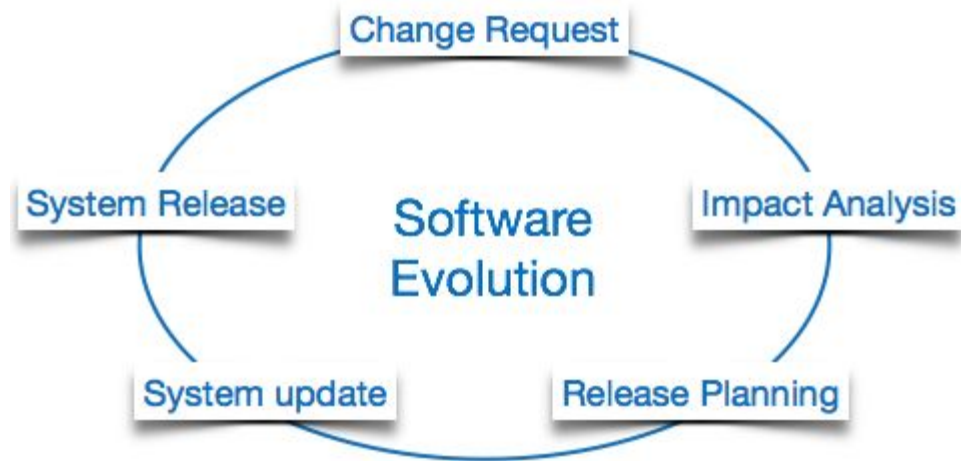 Change Request
System Release
Software
Evolution
Impact Analysis
System update
Release Planning